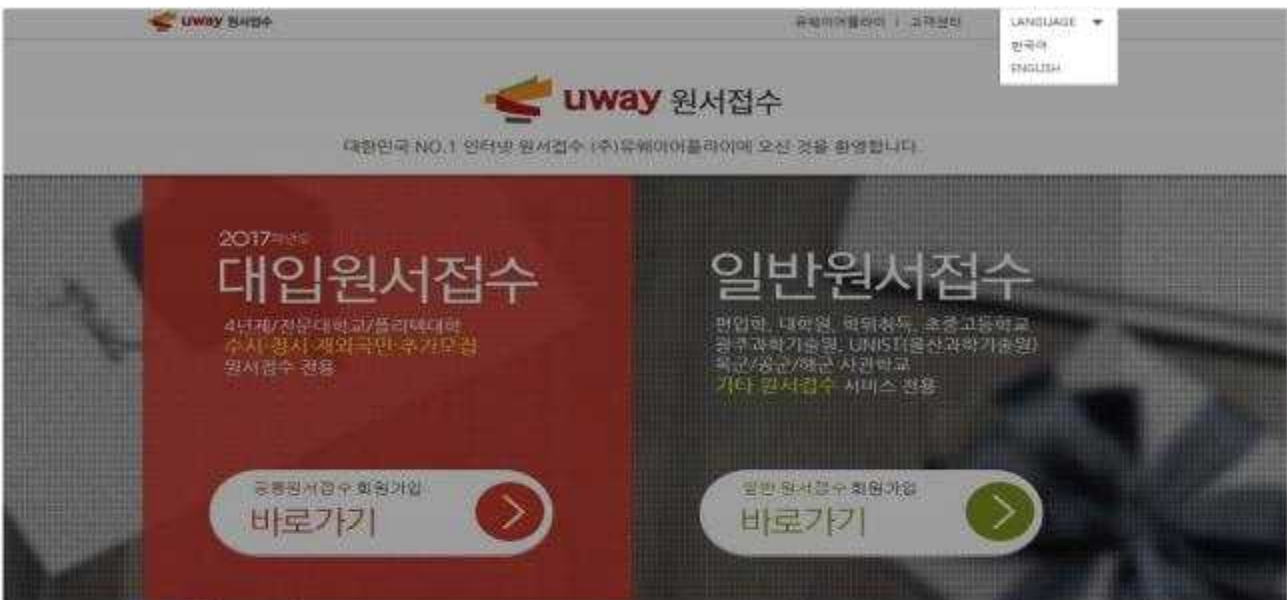 uway 원서접수
유웨이어플라이 | 고객센터
LANGUAGE
한국어
ENGLISH
uway 원서접수
대한민국 NO.1 인터넷 원서접수 (주)유웨이어플라이에 오신 것을 환영합니다.
2017학년도
대입원서접수
4년제/전문대학교/폴리텍대학
수시·정시·재외국민·추가모집
원서접수 전용
공통원서접수 회원가입
바로가기
일반원서접수
편입학, 대학원, 학위취득, 초중고등학교,
광주과학기술원, UNIST(울산과학기술원)
육군/공군/해군 사관학교
기타 원서접수 서비스 전용
일반 원서접수 회원가입
바로가기